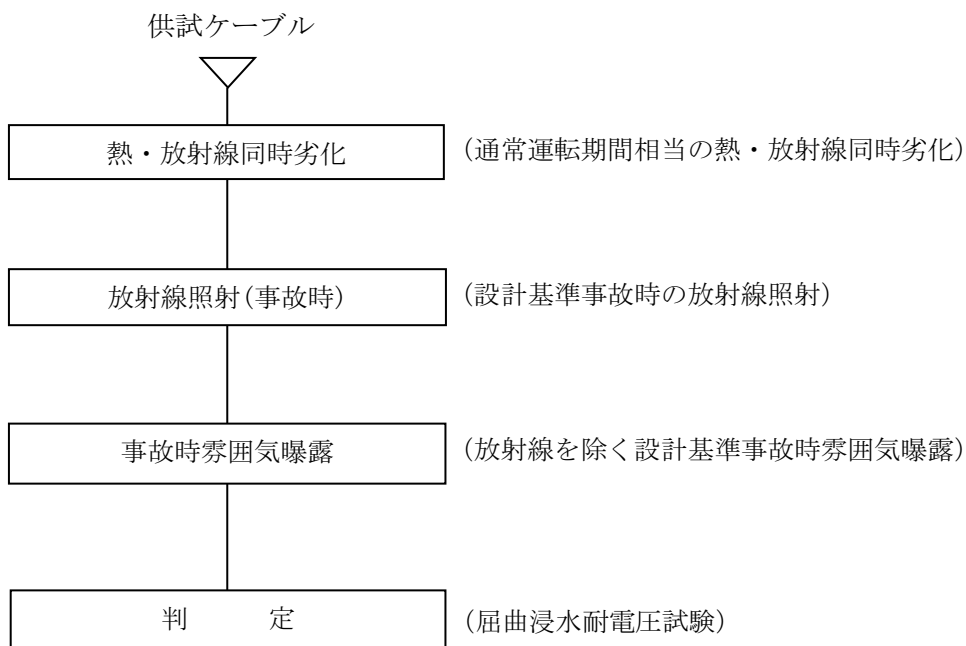 供試ケーブル
熱・放射線同時劣化
(通常運転期間相当の熱・放射線同時劣化)
放射線照射(事故時)
(設計基準事故時の放射線照射)
事故時雰囲気曝露
(放射線を除く設計基準事故時雰囲気曝露)
判　　　定
(屈曲浸水耐電圧試験)